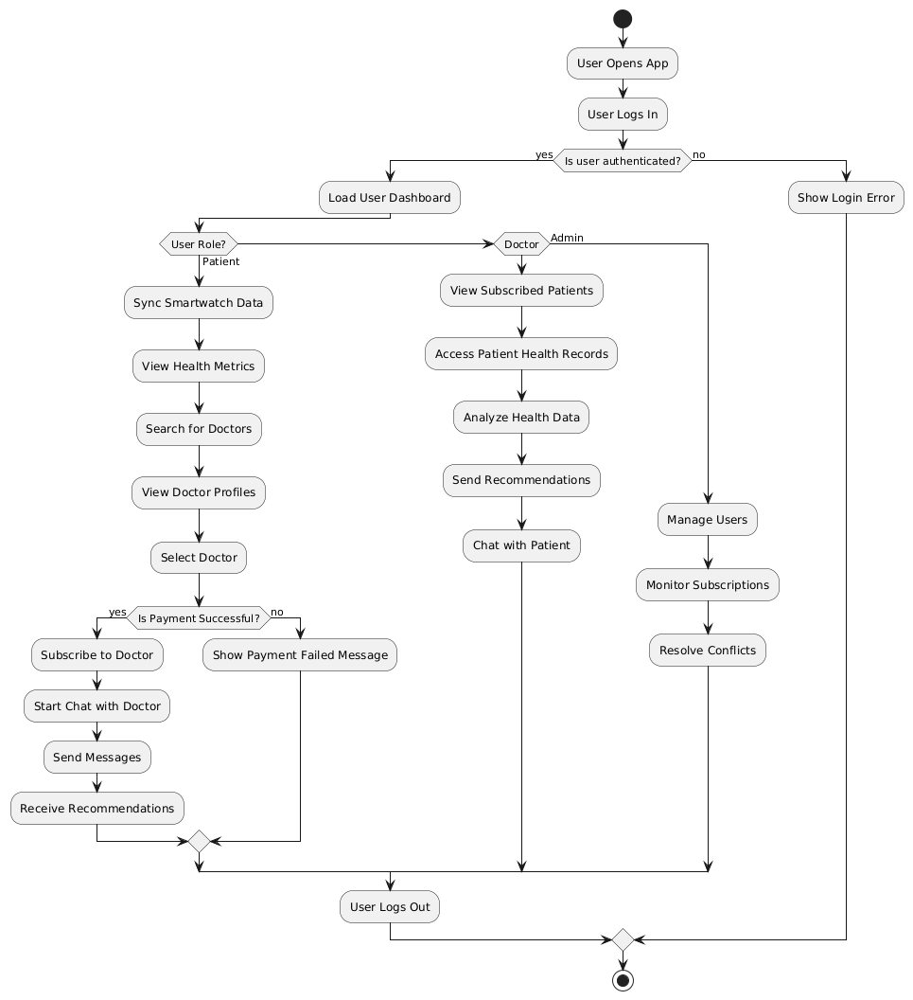 User Opens App
User Logs In
yes
Is user authenticated?
no
Load User Dashboard
Show Login Error
User Role?
Patient
Doctor
Admin
Sync Smartwatch Data
View Subscribed Patients
View Health Metrics
Access Patient Health Records
Search for Doctors
Analyze Health Data
View Doctor Profiles
Send Recommendations
Manage Users
Select Doctor
Chat with Patient
Monitor Subscriptions
yes
Is Payment Successful?
no
Subscribe to Doctor
Show Payment Failed Message
Resolve Conflicts
Start Chat with Doctor
Send Messages
Receive Recommendations
User Logs Out